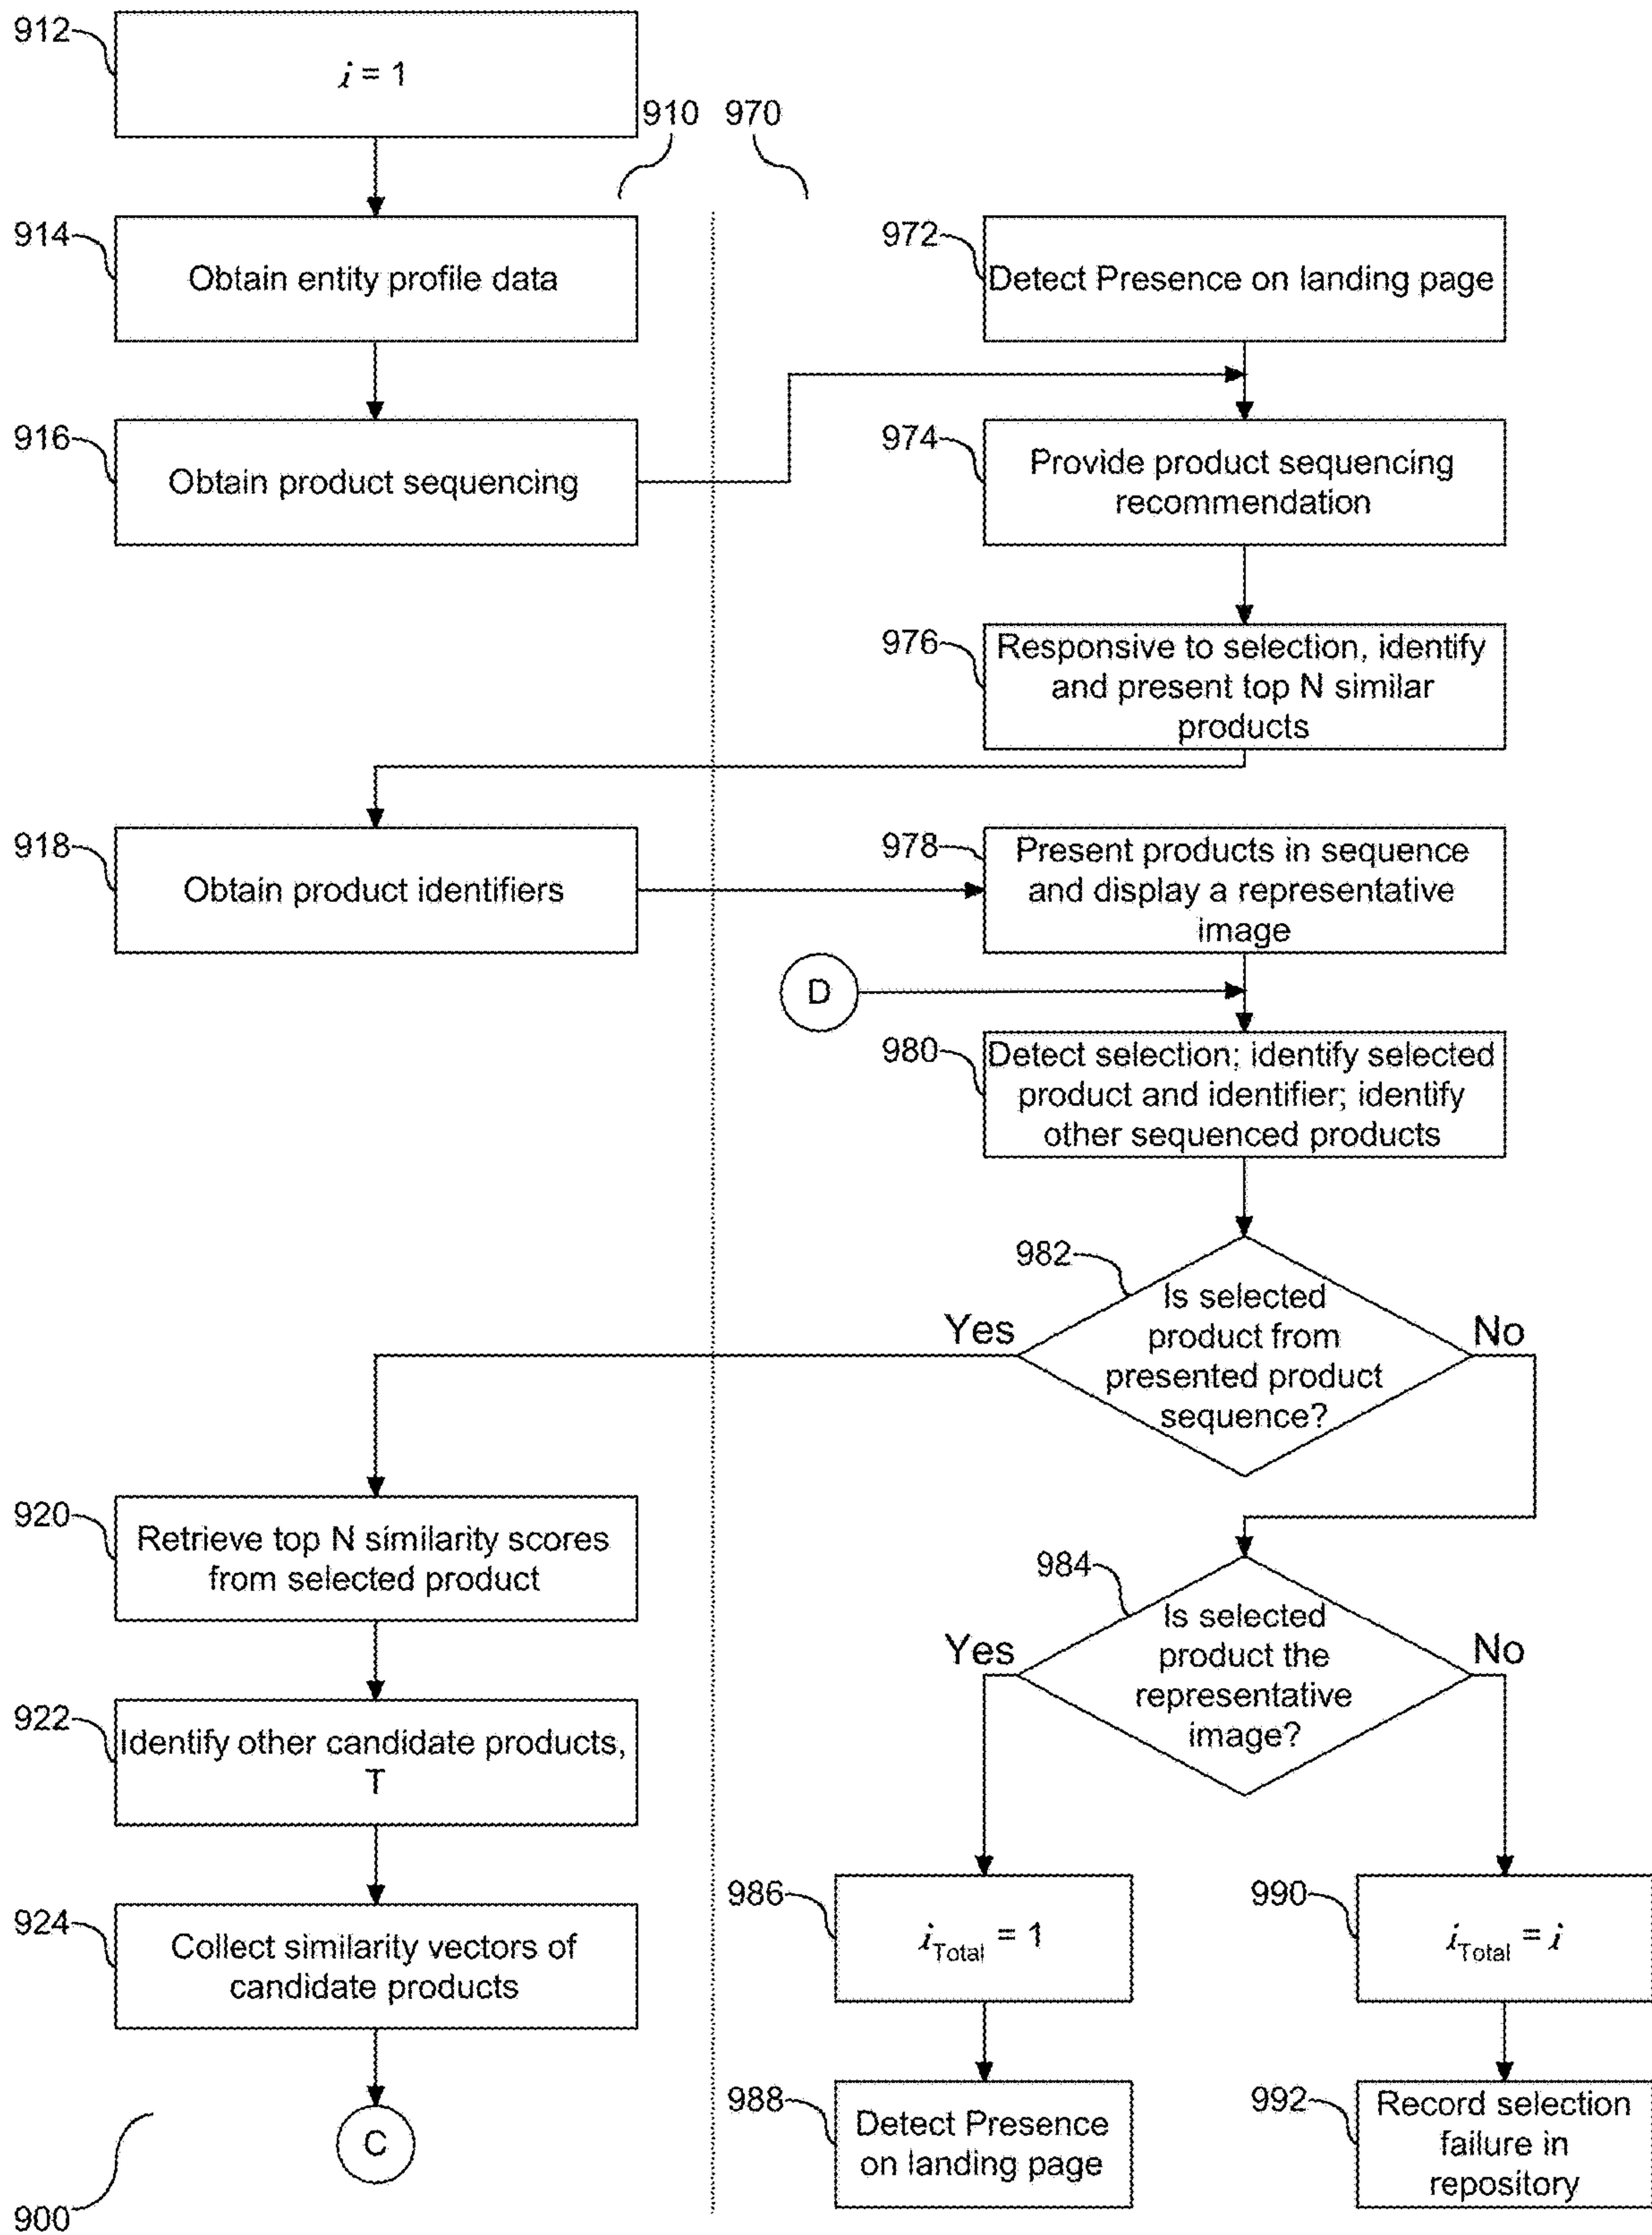 912
𝑖 = 1
910
970
914
Obtain entity profile data
972
Detect Presence on landing page
916
Obtain product sequencing
974
Provide product sequencing
recommendation
976
Responsive to selection, identify
and present top N similar
products
918
Obtain product identifiers
978
Present products in sequence
and display a representative
image
D
980
Detect selection; identify selected
product and identifier; identify
other sequenced products
982
Is selected
product from
presented product
sequence?
Yes
No
920
Retrieve top N similarity scores
from selected product
984
Is selected
product the
representative
image?
Yes
No
922
Identify other candidate products,
T
924
Collect similarity vectors of
candidate products
986
𝑖Total = 1
990
𝑖Total = 𝑖
988
Detect Presence
on landing page
992
Record selection
failure in
repository
C
900